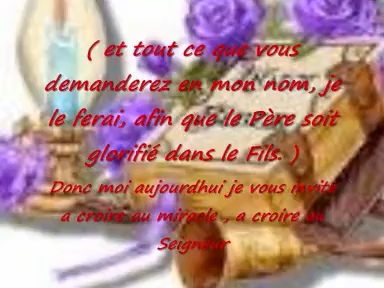 ( et tout ce que vous
demanderez en mon nom, je
le ferai, afin que le Père soit
glorifié dans le Fils. )
Donc moi aujourdhui je vous invite
a croire au miracle , a croire au
Seigneur